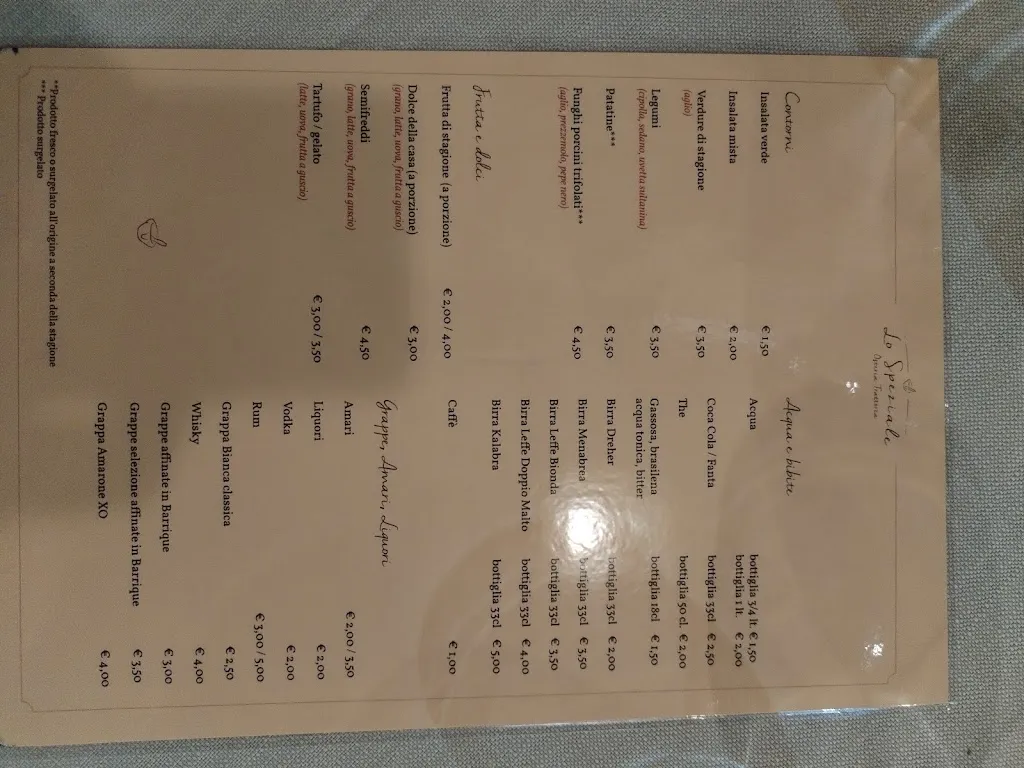 Lo Speziale
Osteria Trattoria
Contorni
Insalata verde € 1,50
Insalata mista € 2,00
Verdure di stagione € 3,50
(aglio)
Legumi € 3,50
(cipolla, sedano, uvetta sultanina)
Patatine*** € 3,50
Funghi porcini trifolati*** € 4,50
(aglio, prezzemolo, pepe nero)
Frutta e dolci
Frutta di stagione (a porzione) € 2,00 / 4,00
Dolce della casa (a porzione) € 3,00
(grano, latte, uova, frutta a guscio)
Semifreddi € 4,50
(grano, latte, uova, frutta a guscio)
Tartufo / gelato € 3,00 / 3,50
(latte, uova, frutta a guscio)
Acqua e bibite
Acqua bottiglia 3/4 lt. € 1,50
bottiglia 1 lt. € 2,00
Coca Cola / Fanta bottiglia 33cl € 2,50
The bottiglia 50 cl. € 2,00
Gassosa, brasilena bottiglia 18cl € 1,50
acqua tonica, bitter
Birra Dreher bottiglia 33cl € 2,00
Birra Menabrea bottiglia 33cl € 3,50
Birra Leffe Bionda bottiglia 33cl € 3,50
Birra Leffe Doppio Malto bottiglia 33cl € 4,00
Birra Kalabra bottiglia 33cl € 5,00
Caffè € 1,00
Grappe, Amari, Liquori
Amari € 2,00 / 3,50
Liquori € 2,00
Vodka € 2,00
Rum € 3,00 / 5,00
Grappa Bianca classica € 2,50
Whisky € 4,00
Grappe affinate in Barrique € 3,00
Grappe selezione affinate in Barrique € 3,50
Grappa Amarone XO € 4,00
**Prodotto fresco o surgelato all'origine a seconda della stagione
*** Prodotto surgelato